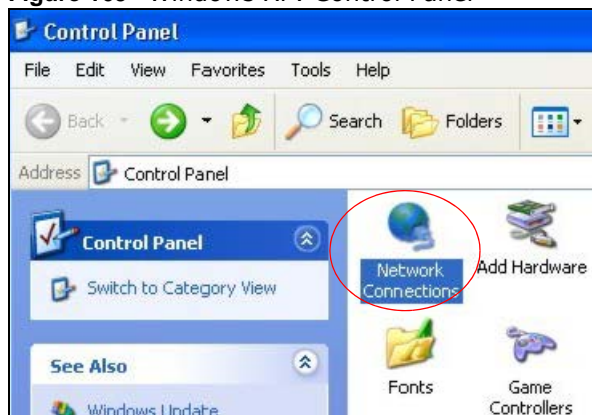 Control Panel
File Edit View Favorites Tools Help
Back Search Folders
Address Control Panel
Control Panel
Switch to Category View
See Also
Windows Update
Network
Connections
Add Hardware
Fonts
Game
Controllers